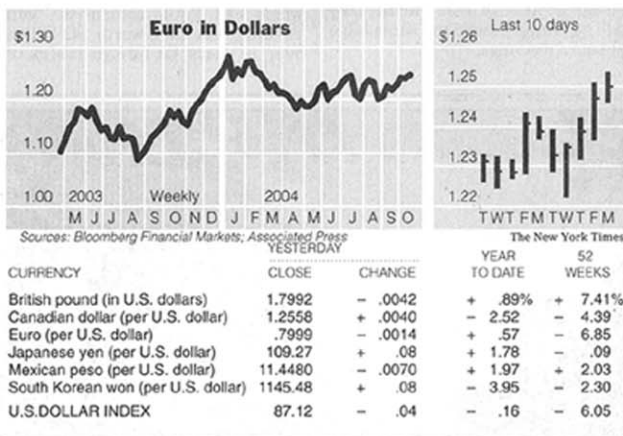 Euro in Dollars
$1.30
1.20
1.10
1.00
2003 Weekly 2004
M J J A S O N D J F M A M J J A S O
Last 10 days
$1.26
1.25
1.24
1.23
1.22
T W T F M T W T F M
Sources: Bloomberg Financial Markets; Associated Press
The New York Times
YESTERDAY YEAR 52
CURRENCY CLOSE CHANGE TO DATE WEEKS
British pound (in U.S. dollars) 1.7992 − .0042 + .89% + 7.41%
Canadian dollar (per U.S. dollar) 1.2558 + .0040 − 2.52 − 4.39
Euro (per U.S. dollar) .7999 − .0014 + .57 − 6.85
Japanese yen (per U.S. dollar) 109.27 + .08 + 1.78 − .09
Mexican peso (per U.S. dollar) 11.4480 − .0070 + 1.97 + 2.03
South Korean won (per U.S. dollar) 1145.48 + .08 − 3.95 − 2.30
U.S.DOLLAR INDEX 87.12 − .04 − .16 − 6.05